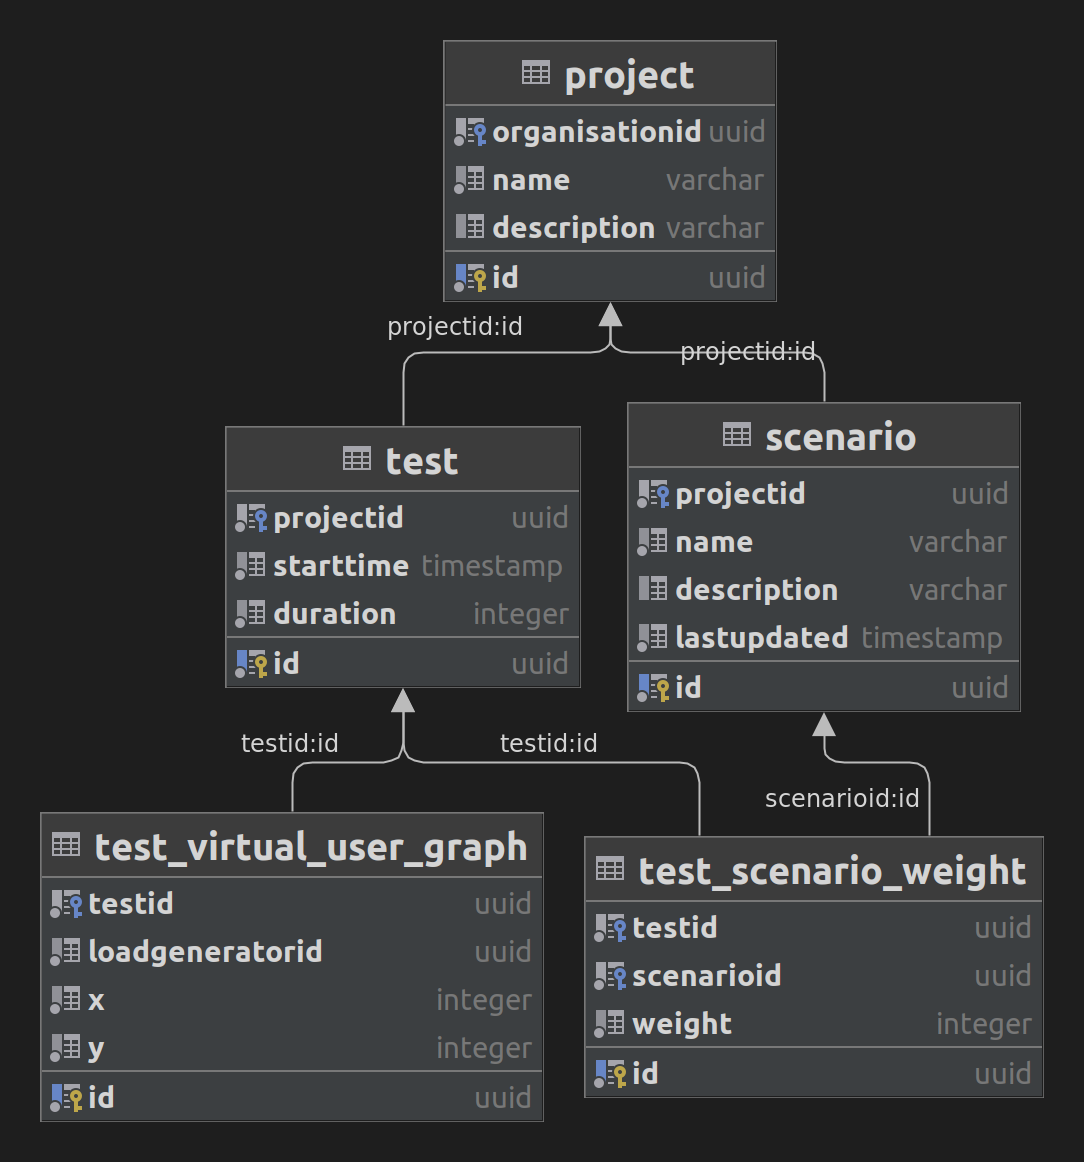 project
organisationid uuid
name varchar
description varchar
id uuid
projectid:id
projectid:id
test
projectid uuid
starttime timestamp
duration integer
id uuid
scenario
projectid uuid
name varchar
description varchar
lastupdated timestamp
id uuid
testid:id
testid:id
scenarioid:id
test_virtual_user_graph
testid uuid
loadgeneratorid uuid
x integer
y integer
id uuid
test_scenario_weight
testid uuid
scenarioid uuid
weight integer
id uuid